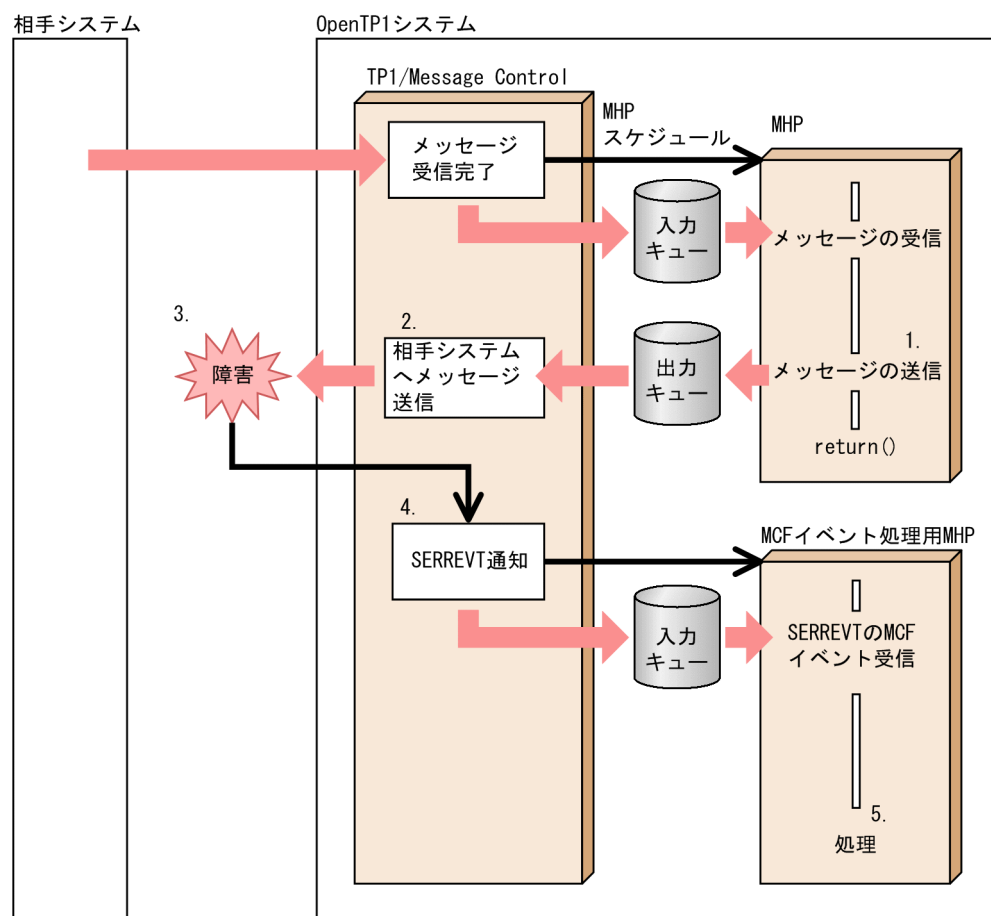 相手システム
OpenTP1システム
TP1/Message Control
MHP
スケジュール
MHP
メッセージ
受信完了
入力
キュー
メッセージの受信
3.
障害
2.
相手システム
へメッセージ
送信
出力
キュー
1.
メッセージの送信
return()
4.
SERREVT通知
MCFイベント処理用MHP
入力
キュー
SERREVTのMCF
イベント受信
5.
処理